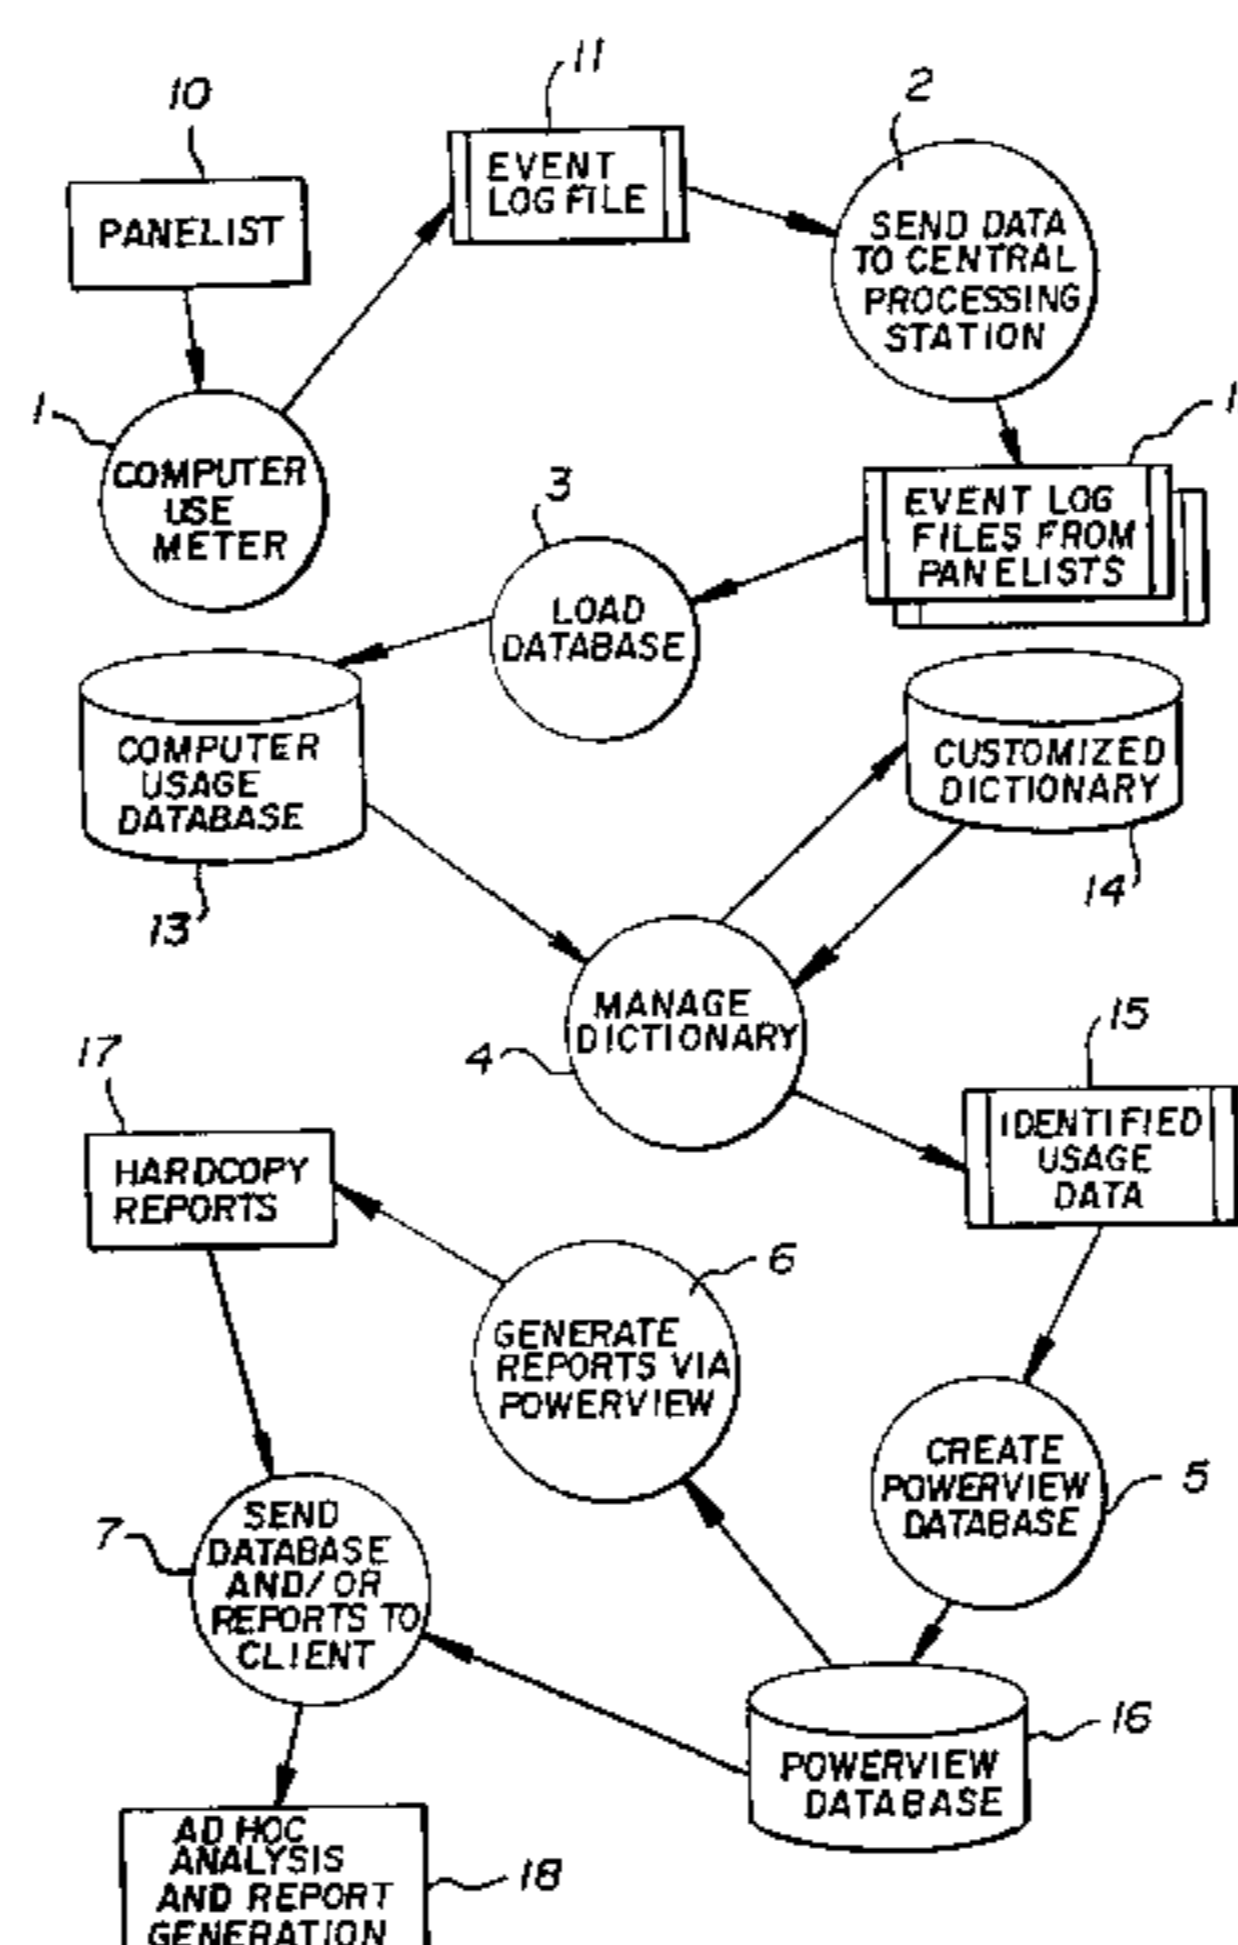 10
11
2
PANELIST
EVENT
LOG FILE
SEND DATA
TO CENTRAL
PROCESSING
STATION
1
1
COMPUTER
USE
METER
3
EVENT LOG
FILES FROM
PANELISTS
LOAD
DATABASE
COMPUTER
USAGE
DATABASE
CUSTOMIZED
DICTIONARY
13
14
MANAGE
DICTIONARY
4
15
17
IDENTIFIED
USAGE
DATA
HARDCOPY
REPORTS
6
GENERATE
REPORTS VIA
POWERVIEW
CREATE
POWERVIEW
DATABASE
5
7
SEND
DATABASE
AND/OR
REPORTS TO
CLIENT
16
POWERVIEW
DATABASE
AD HOC
ANALYSIS
AND REPORT
GENERATION
18